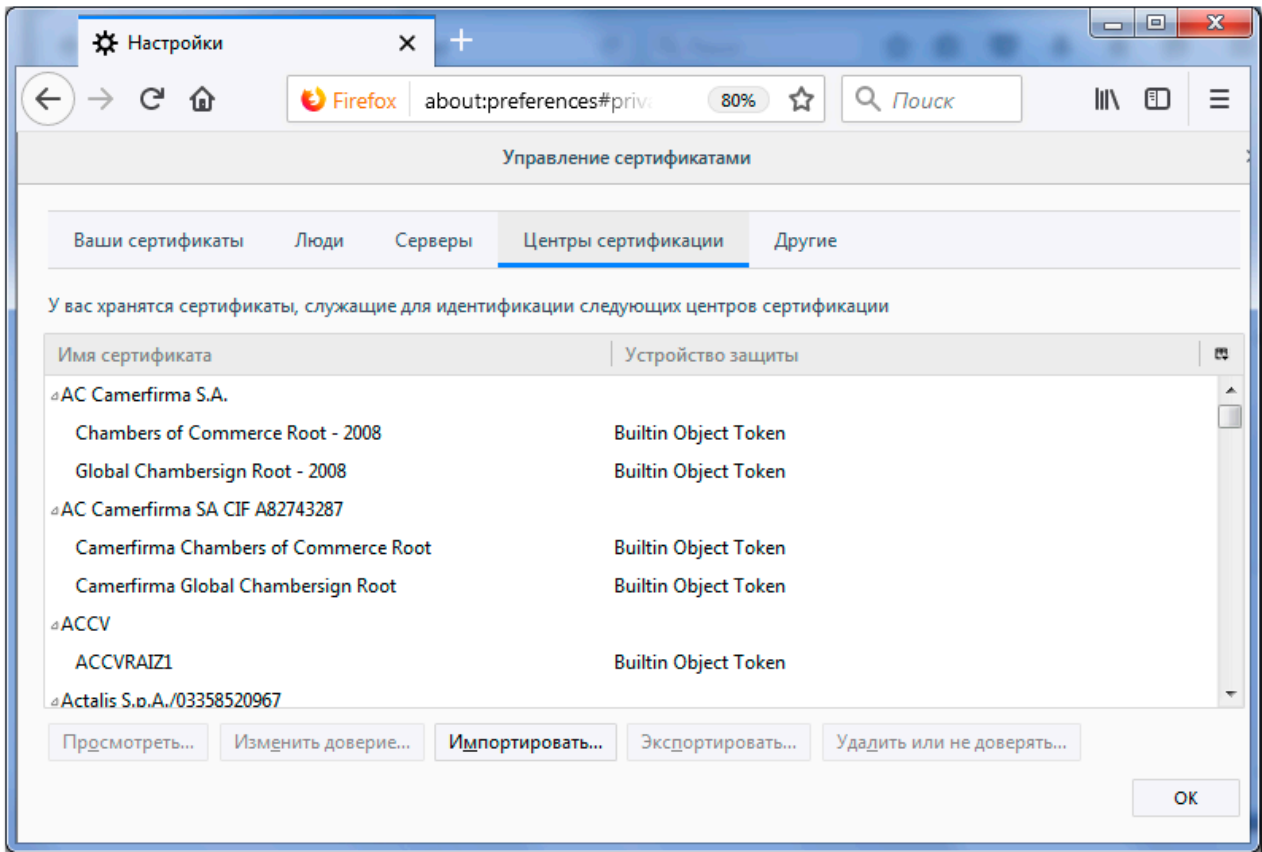 Настройки
Firefox about:preferences#priva 80% Поиск
Управление сертификатами
Ваши сертификаты Люди Серверы Центры сертификации Другие
У вас хранятся сертификаты, служащие для идентификации следующих центров сертификации
Имя сертификата Устройство защиты
AC Camerfirma S.A.
Chambers of Commerce Root - 2008 Builtin Object Token
Global Chambersign Root - 2008 Builtin Object Token
AC Camerfirma SA CIF A82743287
Camerfirma Chambers of Commerce Root Builtin Object Token
Camerfirma Global Chambersign Root Builtin Object Token
ACCV
ACCVRAIZ1 Builtin Object Token
Actalis S.p.A./03358520967
Просмотреть... Изменить доверие... Импортировать... Экспортировать... Удалить или не доверять...
ОК